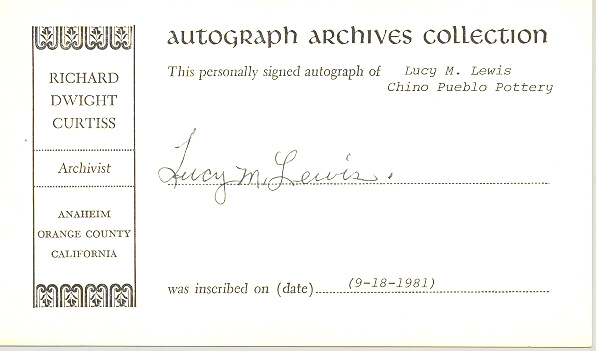 AUTOGRAPH ARCHIVES COLLECTION
RICHARD
DWIGHT
CURTISS
Archivist
ANAHEIM
ORANGE COUNTY
CALIFORNIA
This personally signed autograph of Lucy M. Lewis
Chino Pueblo Pottery
Lucy M. Lewis.
was inscribed on (date) (9-18-1981)